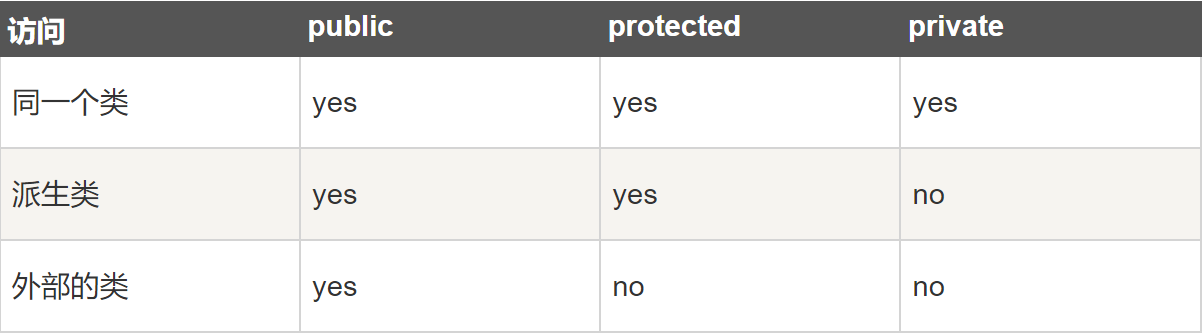 访问 public protected private
同一个类 yes yes yes
派生类 yes yes no
外部的类 yes no no